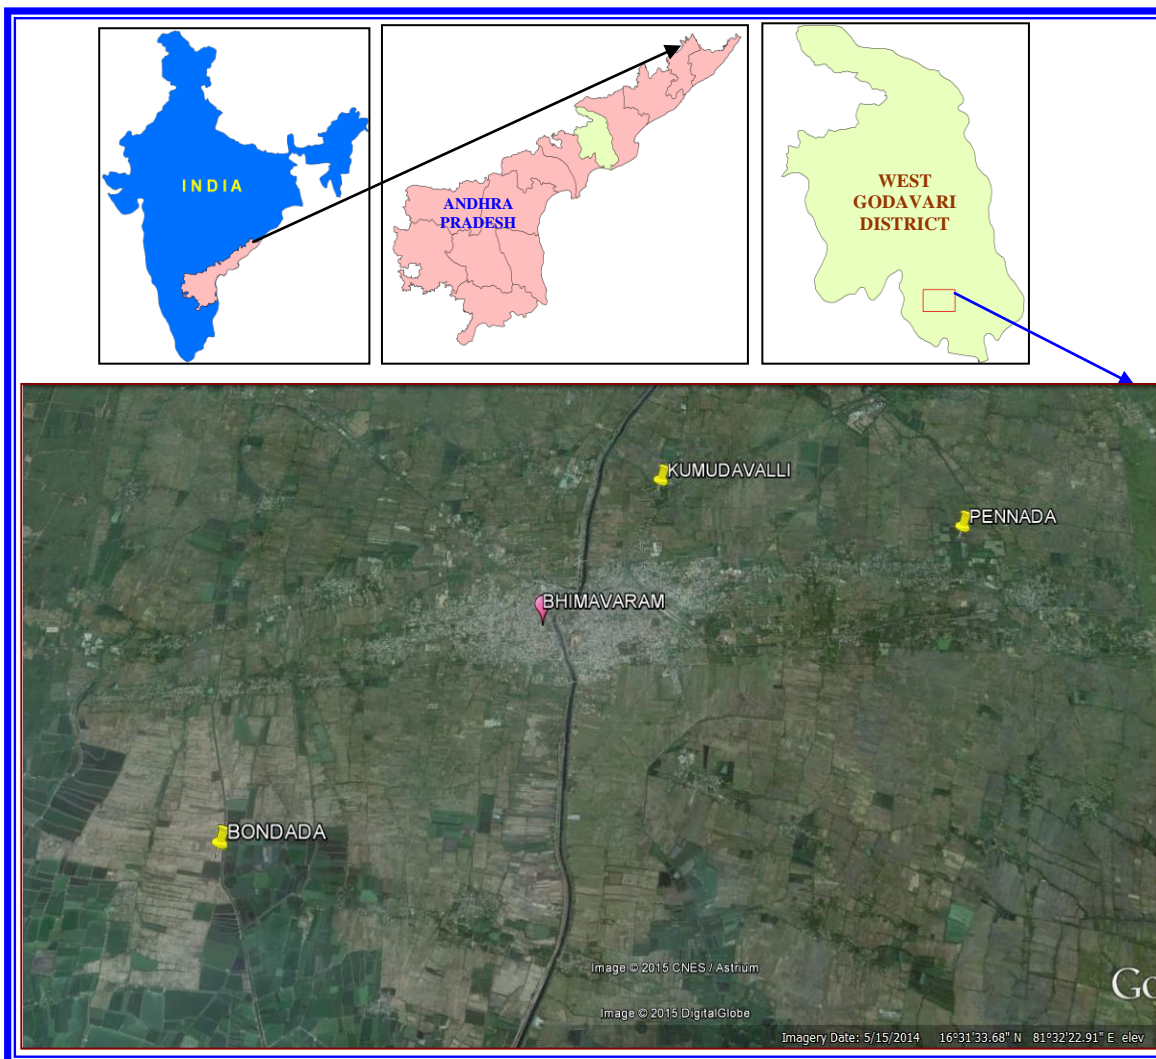 INDIA
ANDHRA
PRADESH
WEST
GODAVARI
DISTRICT
KUMUDAVALLI
PENNADA
BHIMAVARAM
BONDADA
Image © 2015 CNES / Astrium
Image © 2015 DigitalGlobe
Go
Imagery Date: 5/15/2014 16°31'33.68" N 81°32'22.91" E elev